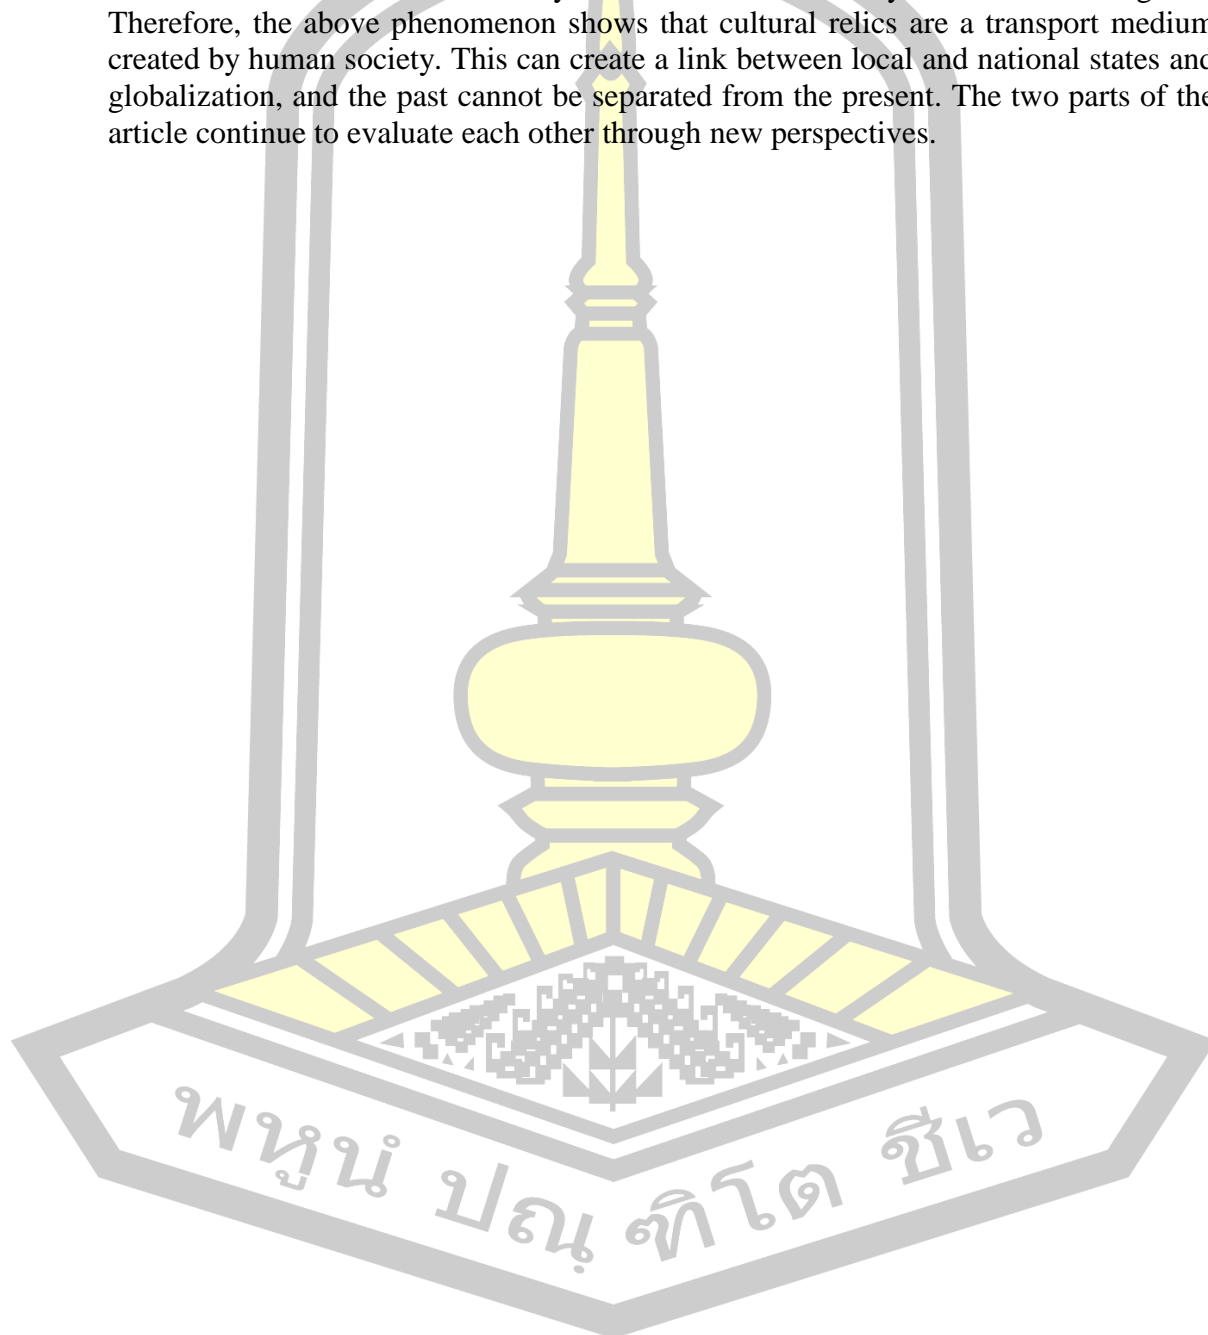 Therefore, the above phenomenon shows that cultural relics are a transport medium
created by human society. This can create a link between local and national states and
globalization, and the past cannot be separated from the present. The two parts of the
article continue to evaluate each other through new perspectives.
พหุนํ ปณฺ ฑิโต ชีเว